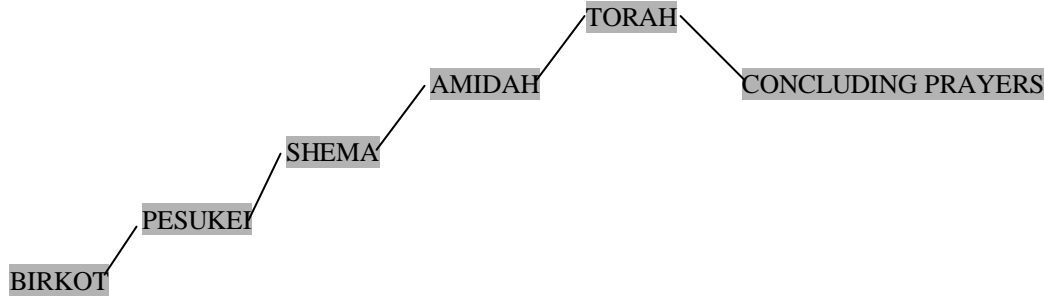 TORAH
AMIDAH
CONCLUDING PRAYERS
SHEMA
PESUKEI
BIRKOT